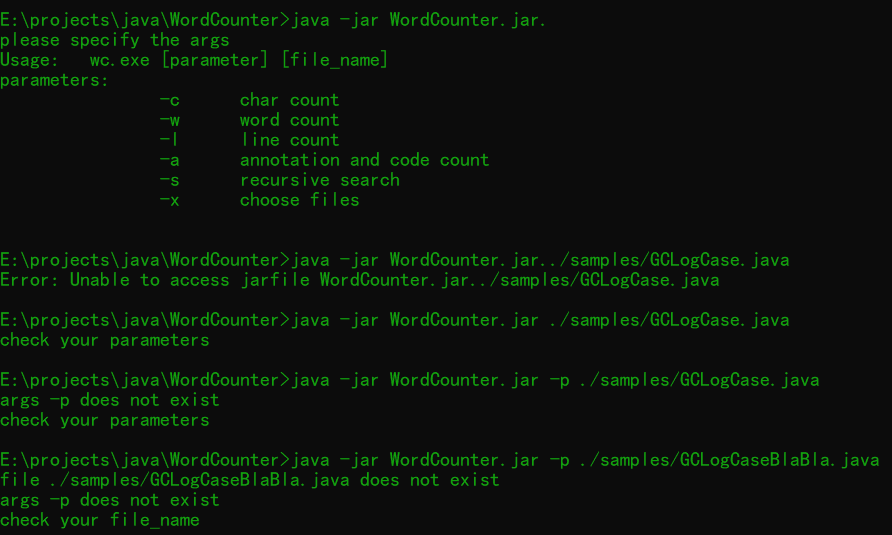 E:\projects\java\WordCounter>java -jar WordCounter.jar.
please specify the args
Usage:   wc.exe [parameter] [file_name]
parameters:
                -c      char count
                -w      word count
                -l      line count
                -a      annotation and code count
                -s      recursive search
                -x      choose files
E:\projects\java\WordCounter>java -jar WordCounter.jar../samples/GCLogCase.java
Error: Unable to access jarfile WordCounter.jar../samples/GCLogCase.java
E:\projects\java\WordCounter>java -jar WordCounter.jar ./samples/GCLogCase.java
check your parameters
E:\projects\java\WordCounter>java -jar WordCounter.jar -p ./samples/GCLogCase.java
args -p does not exist
check your parameters
E:\projects\java\WordCounter>java -jar WordCounter.jar -p ./samples/GCLogCaseBlaBla.java
file ./samples/GCLogCaseBlaBla.java does not exist
args -p does not exist
check your file_name